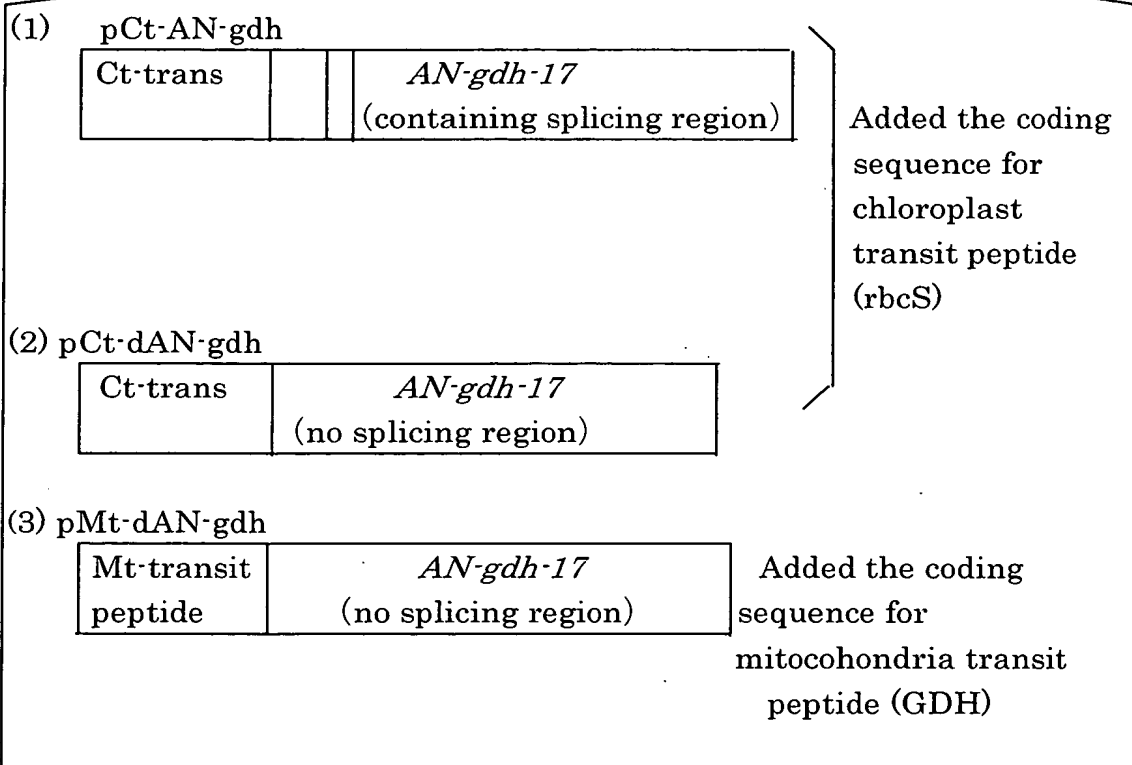 (1) pCt-AN-gdh
Ct-trans
AN-gdh-17
(containing splicing region)
Added the coding
sequence for
chloroplast
transit peptide
(rbcS)
(2) pCt-dAN-gdh
Ct-trans
AN-gdh-17
(no splicing region)
(3) pMt-dAN-gdh
Mt-transit
peptide
AN-gdh-17
(no splicing region)
Added the coding
sequence for
mitocohondria transit
peptide (GDH)